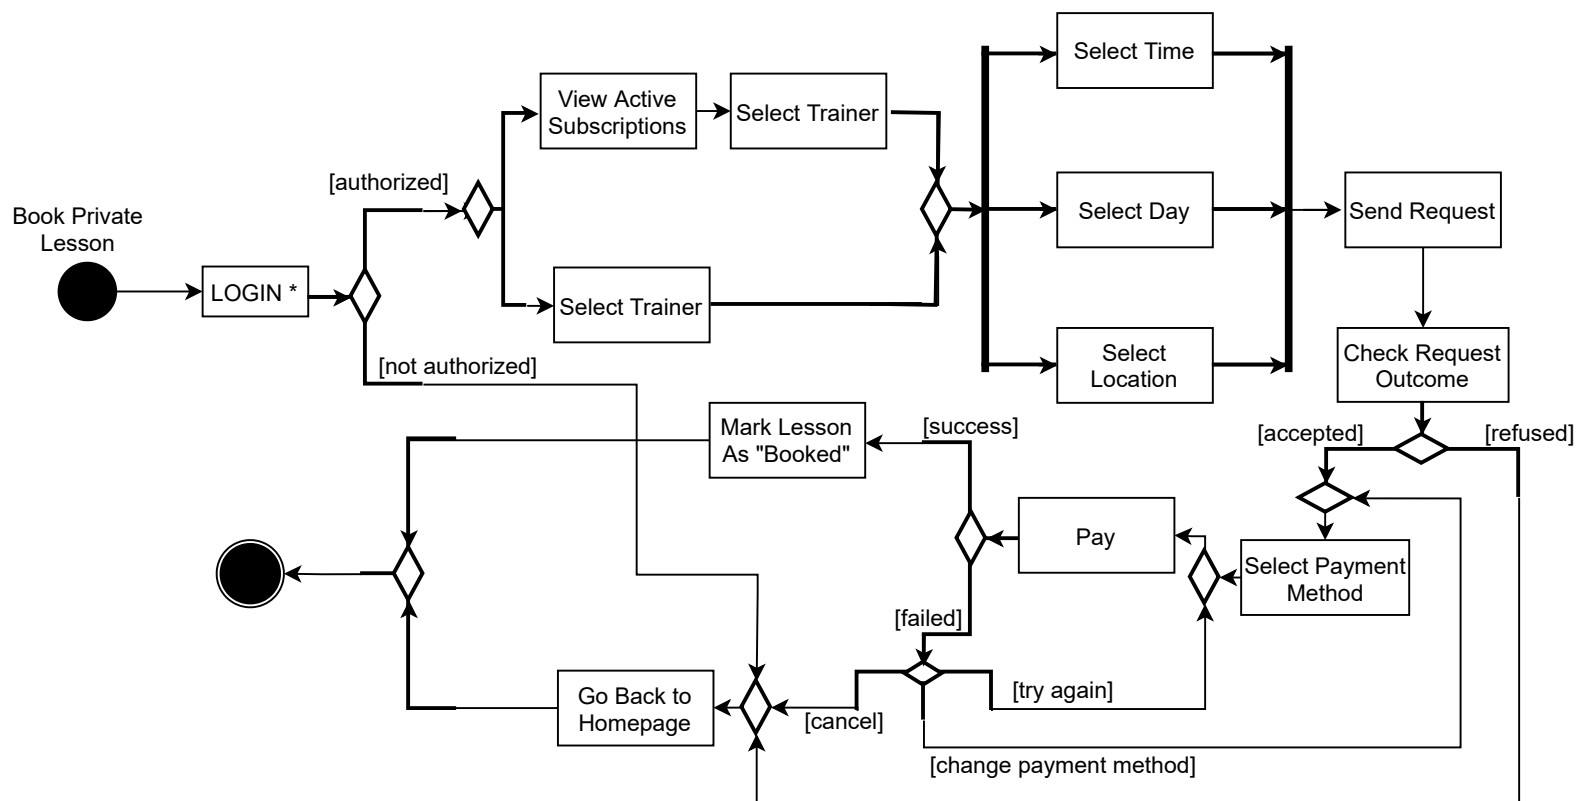 Select Time
View Active
Subscriptions
Select Trainer
[authorized]
Book Private
Lesson
Select Day
Send Request
LOGIN *
Select Trainer
[not authorized]
Select
Location
Check Request
Outcome
Mark Lesson
As "Booked"
[success]
[accepted]
[refused]
Pay
Select Payment
Method
[failed]
Go Back to
Homepage
[try again]
[cancel]
[change payment method]